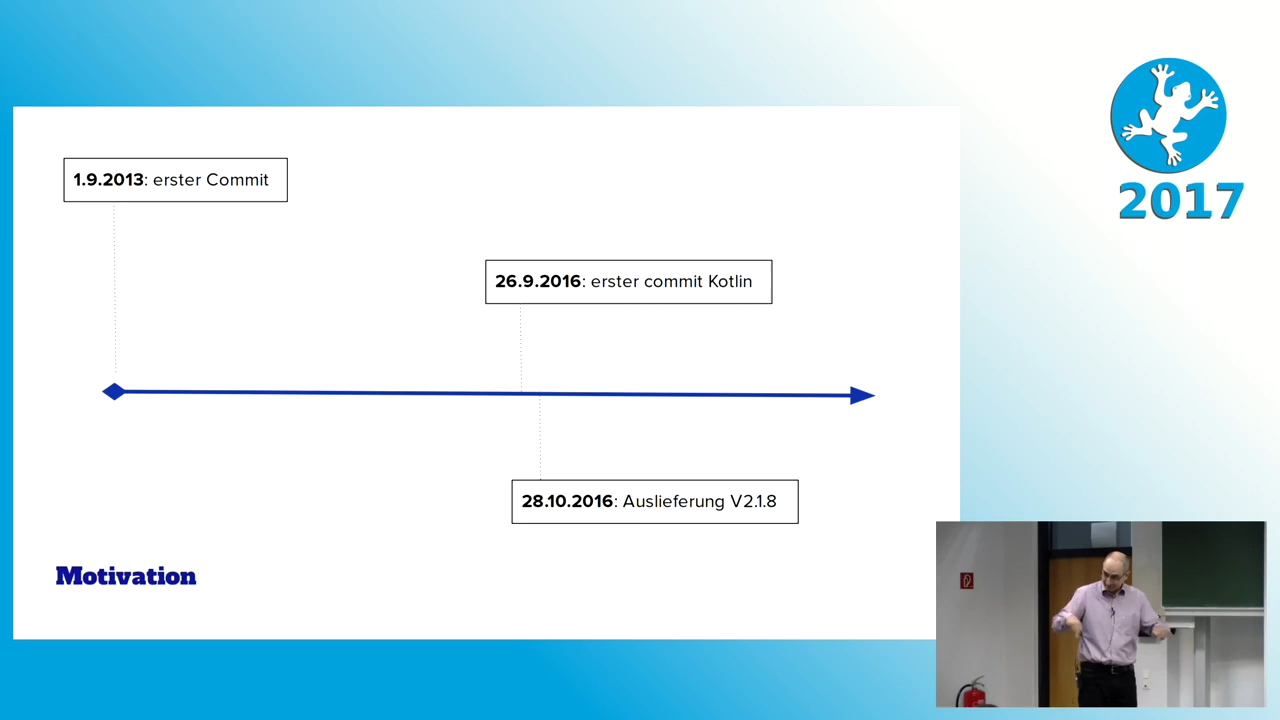 2017
1.9.2013: erster Commit
26.9.2016: erster commit Kotlin
28.10.2016: Auslieferung V2.1.8
Motivation